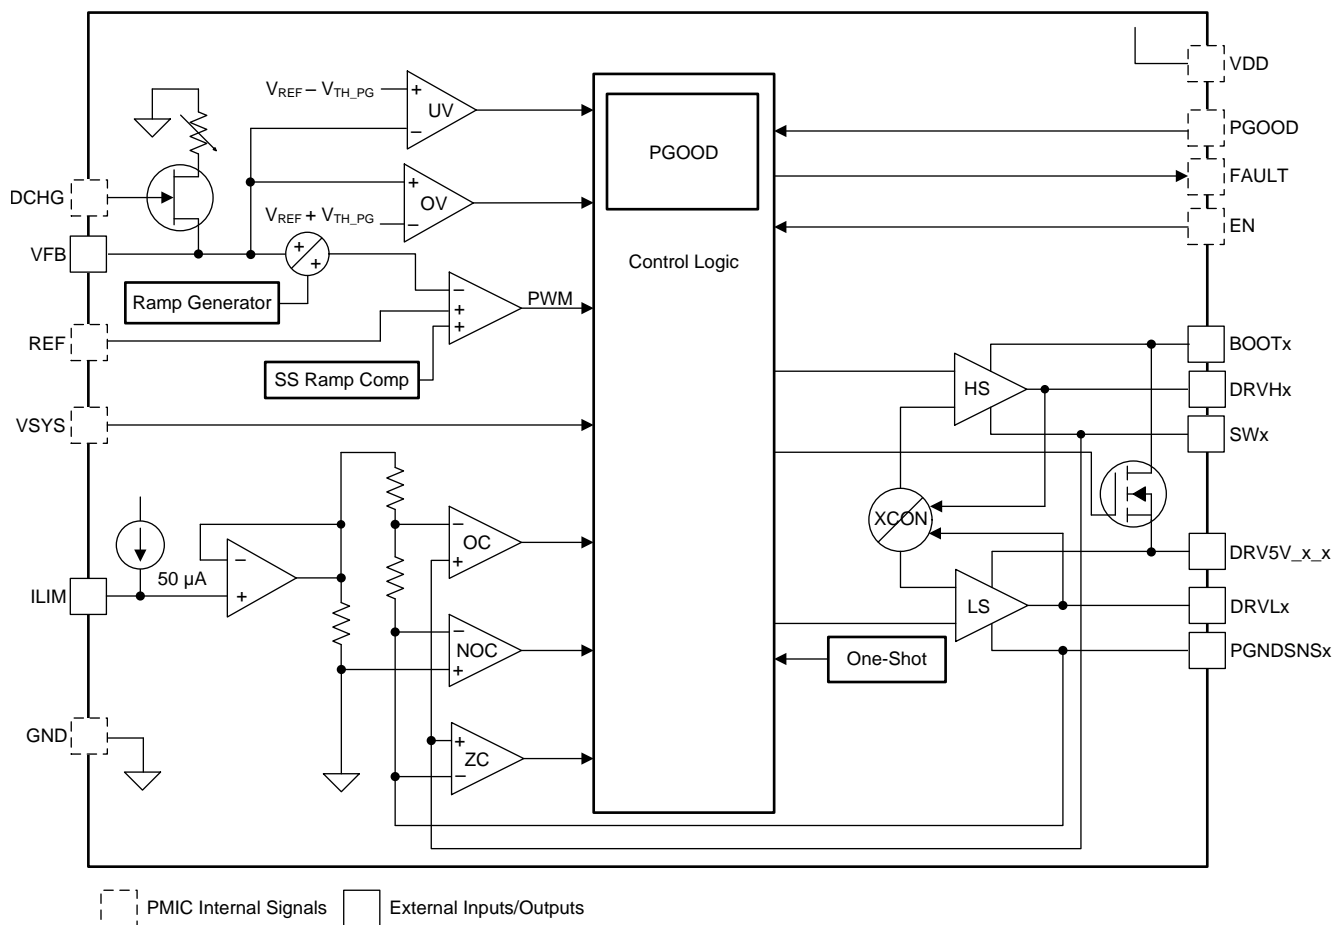 VDD
V_REF – V_TH_PG
+
–
UV
PGOOD
PGOOD
FAULT
DCHG
+
OV
V_REF + V_TH_PG
–
EN
VFB
+
+
Control Logic
Ramp Generator
–
+
+
PWM
REF
BOOTx
SS Ramp Comp
HS
DRVHx
VSYS
SWx
XCON
–
OC
+
DRV5V_x_x
50 µA
–
+
ILIM
LS
DRVLx
–
NOC
+
One-Shot
PGNDSNSx
GND
+
ZC
–
PMIC Internal Signals
External Inputs/Outputs